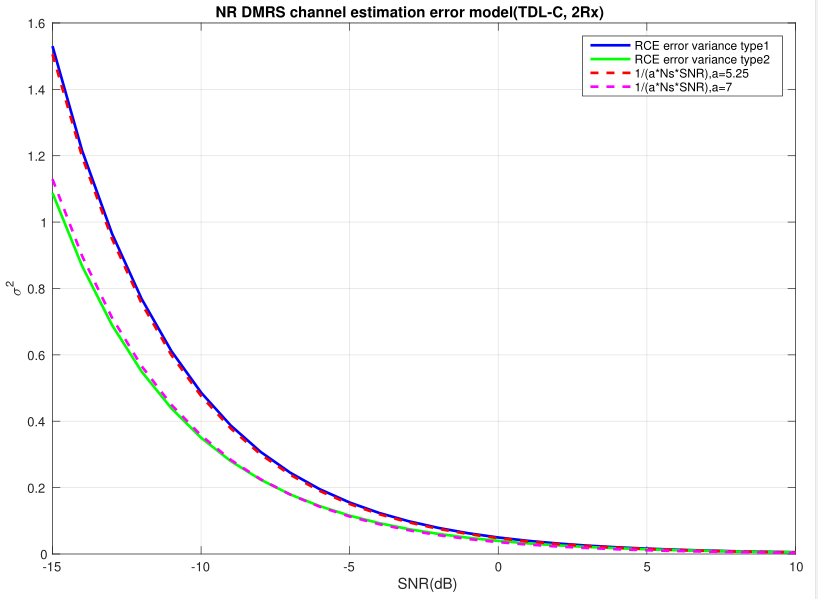 NR DMRS channel estimation error model(TDL-C, 2Rx)
RCE error variance type1
RCE error variance type2
1/(a*Ns*SNR),a=5.25
1/(a*Ns*SNR),a=7
1.6
1.4
1.2
1
0.8
0.6
0.4
0.2
0
σ²
-15
-10
-5
0
5
10
SNR(dB)